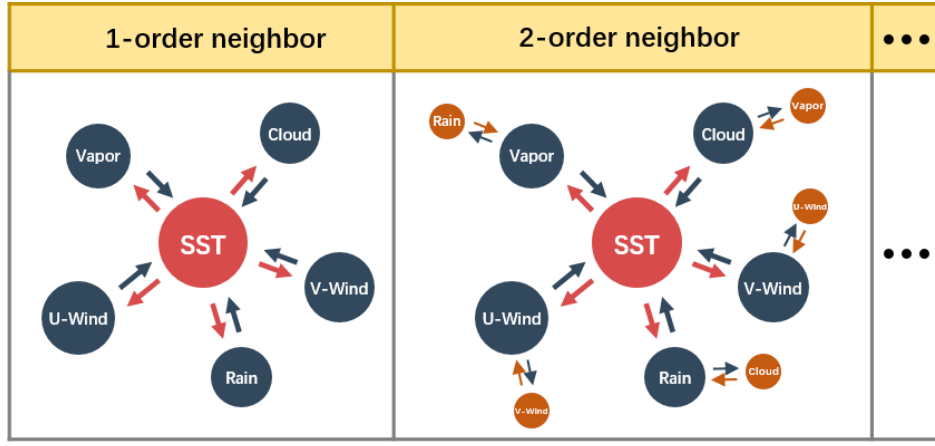 1-order neighbor
2-order neighbor
•••
Vapor
Cloud
SST
V-Wind
U-Wind
Rain
Rain
Vapor
Cloud
Vapor
U-Wind
SST
V-Wind
U-Wind
Rain
Cloud
V-Wind
•••